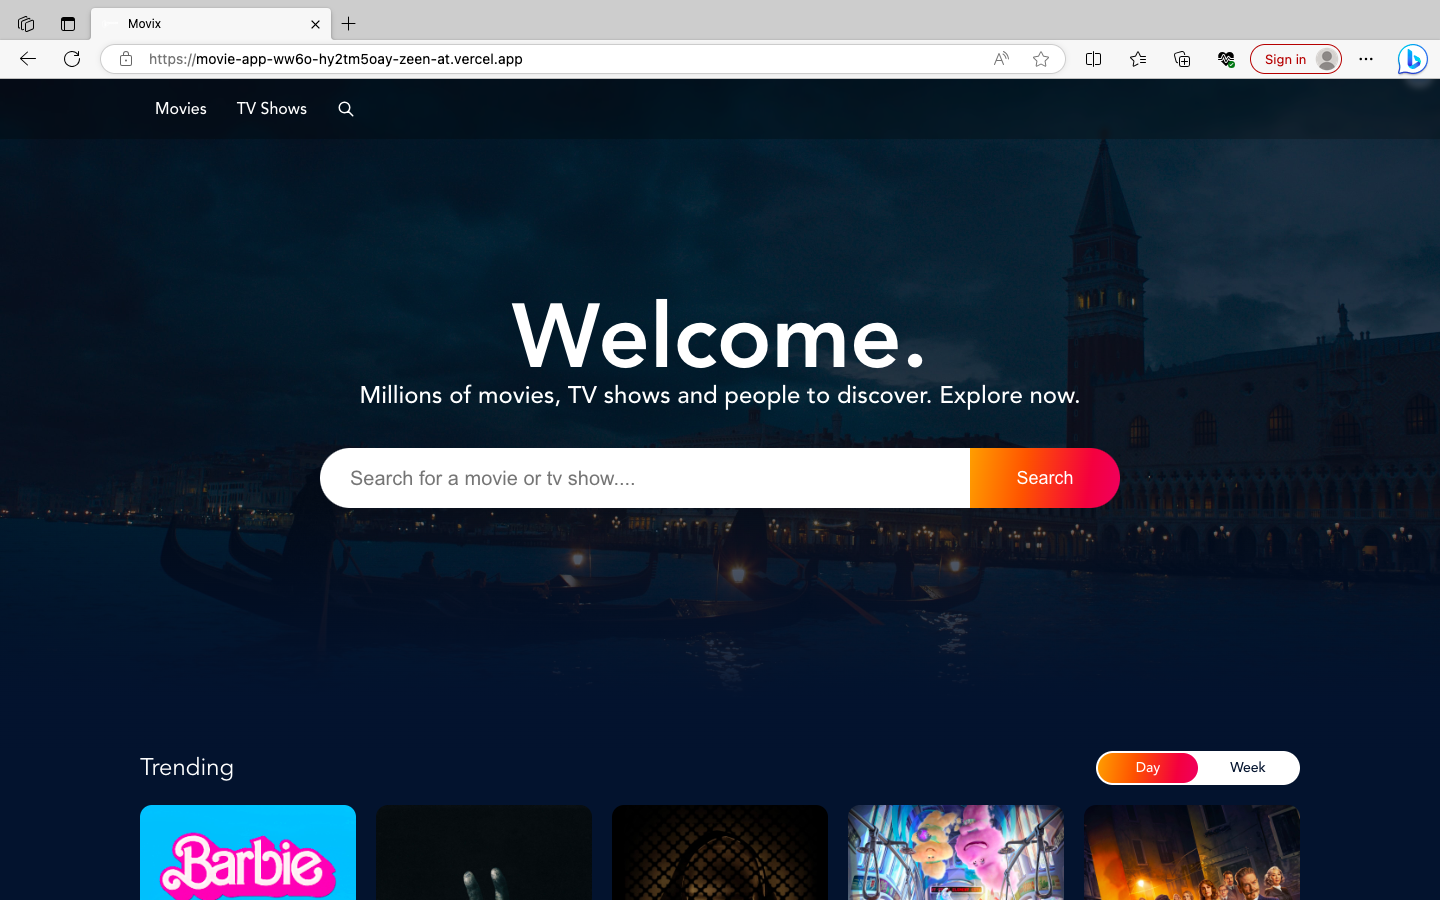 Movix
https://movie-app-ww6o-hy2tm5oay-zeen-at.vercel.app
Sign in
Movies TV Shows
Welcome.
Millions of movies, TV shows and people to discover. Explore now.
Search for a movie or tv show....
Search
Trending
Day Week
Barbie